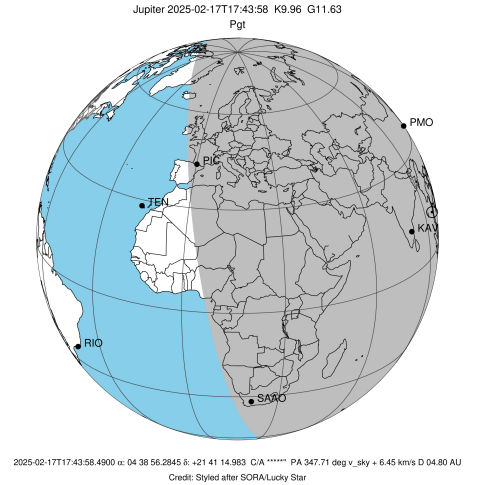 Jupiter 2025-02-17T17:43:58 K9.96 G11.63
Pgt
PMO
PIC
TEN
KAV
RIO
SAAO
2025-02-17T17:43:58.4900 α: 04 38 56.2845 δ: +21 41 14.983 C/A *****" PA 347.71 deg v_sky + 6.45 km/s D 04.80 AU
Credit: Styled after SORA/Lucky Star